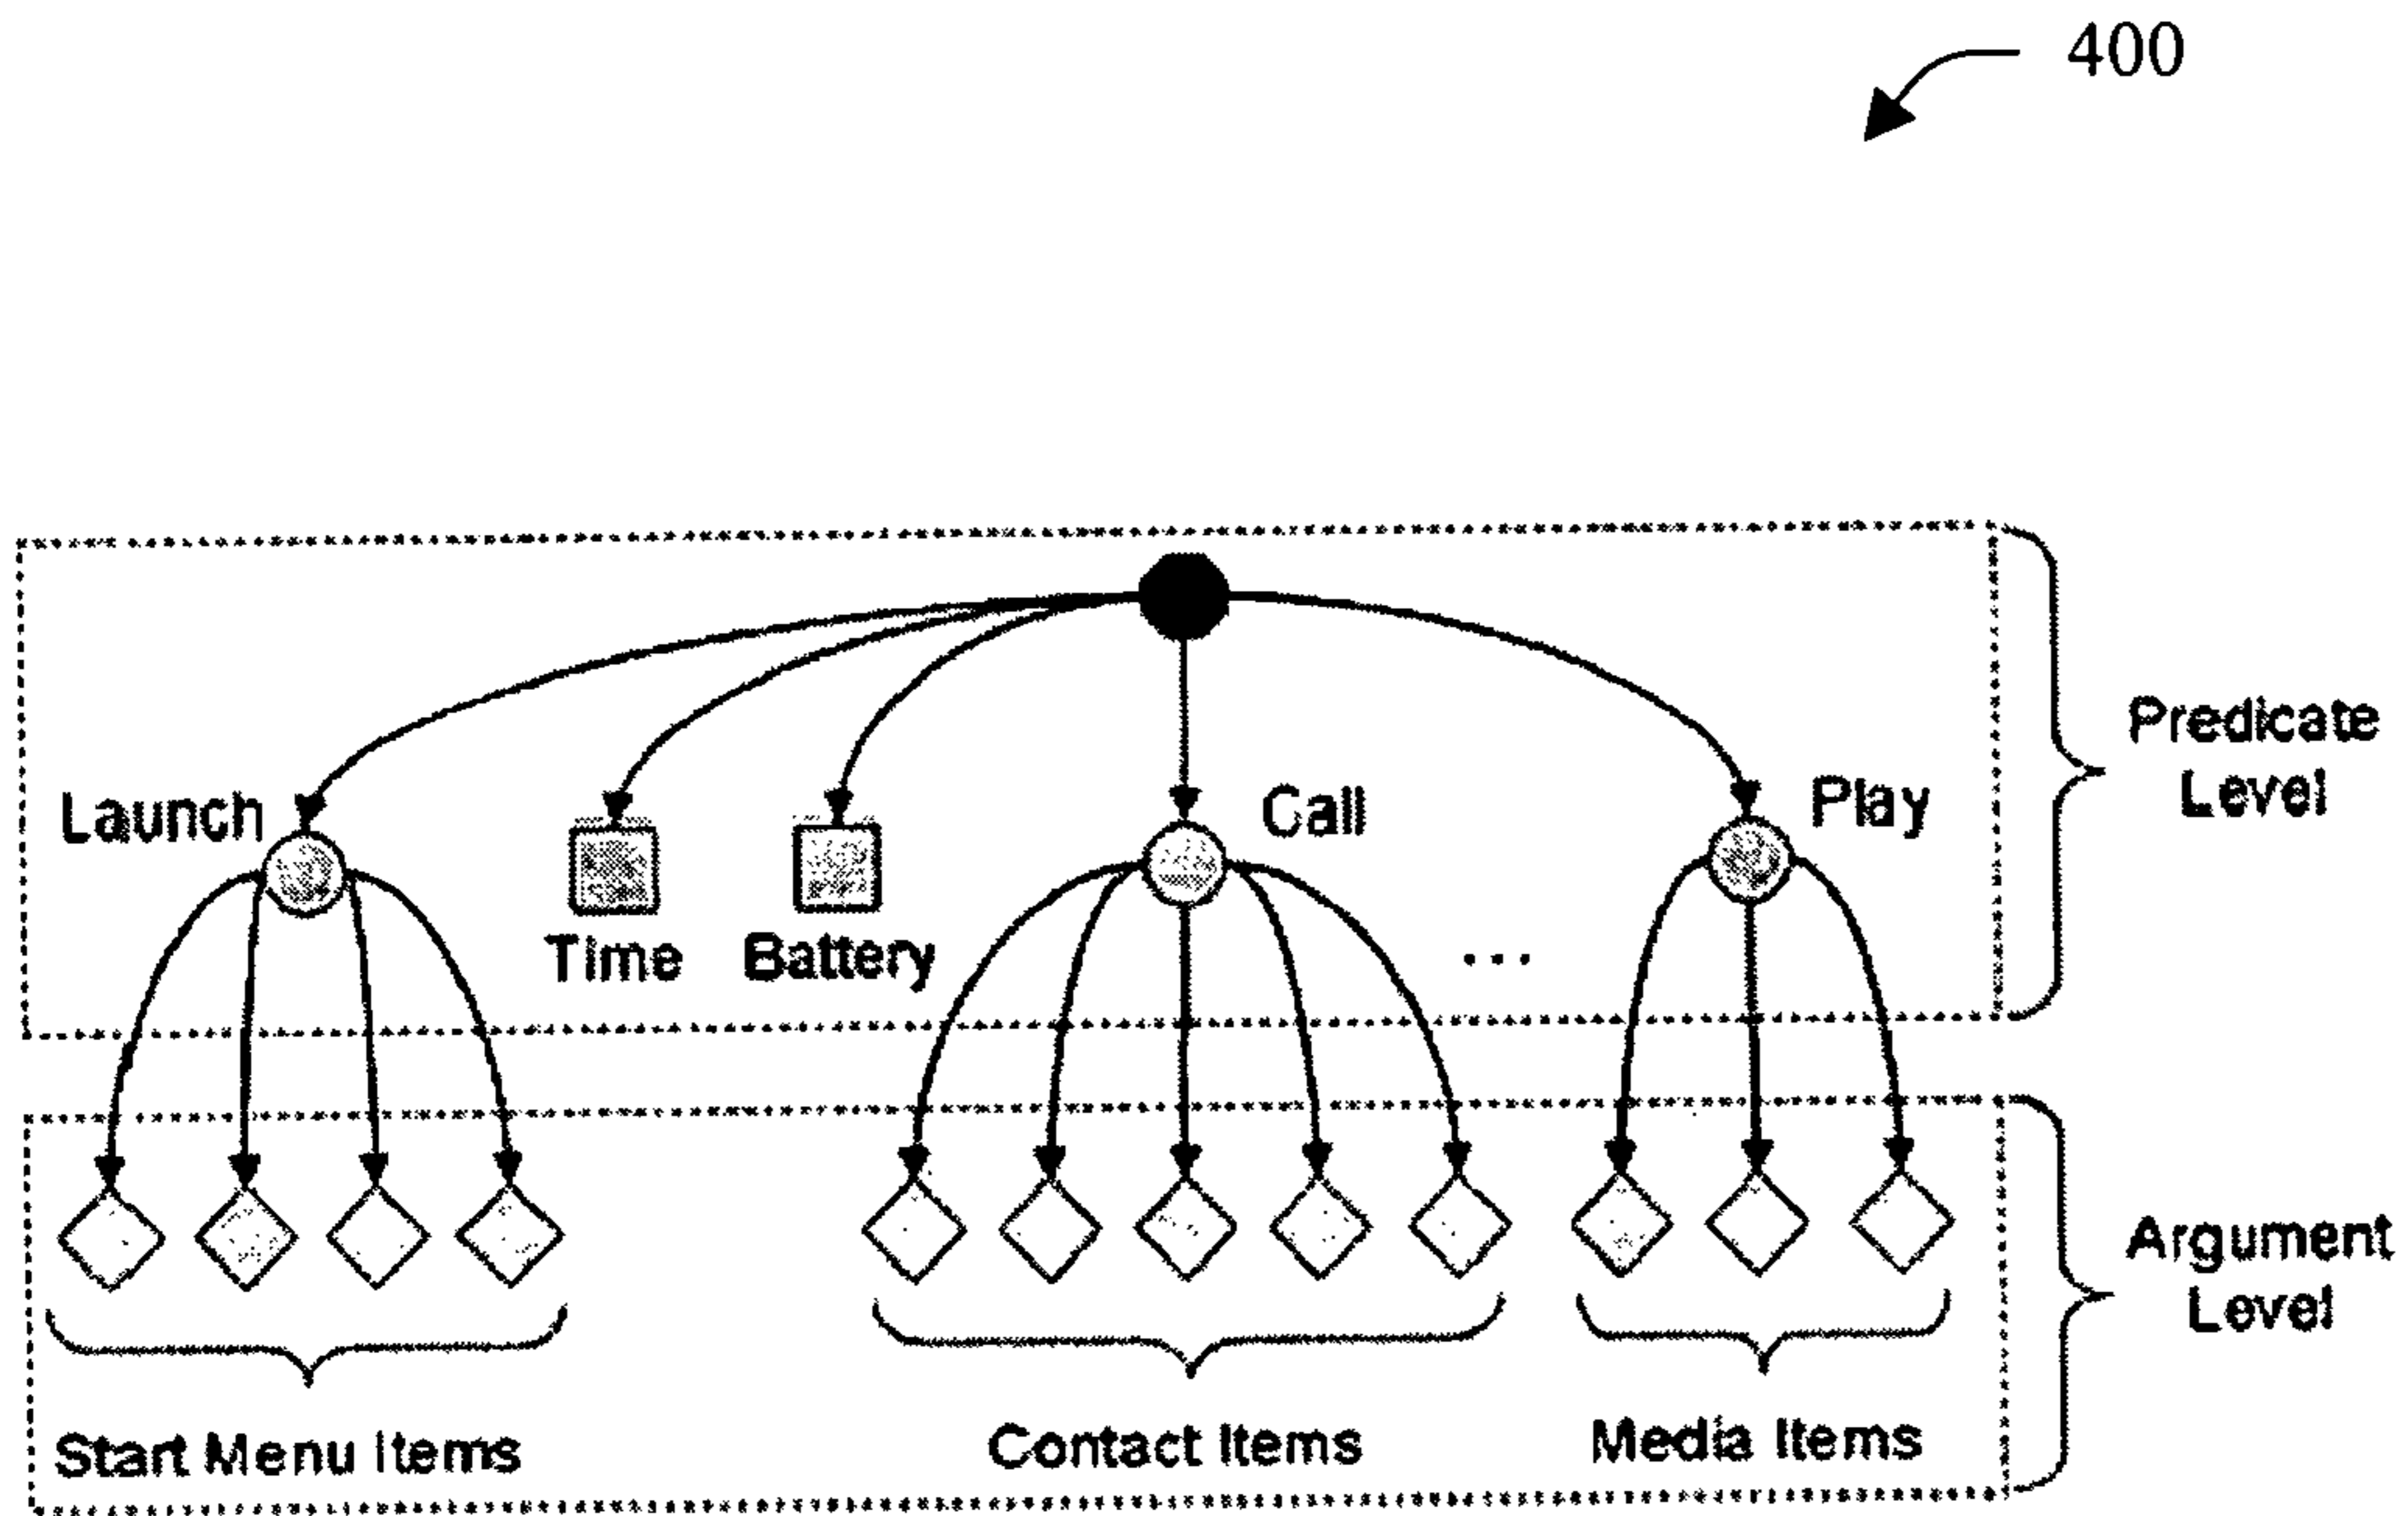 400
Predicate
Level
Launch
Call
Play
Time
Battery
...
Argument
Level
Start Menu Items
Contact Items
Media Items